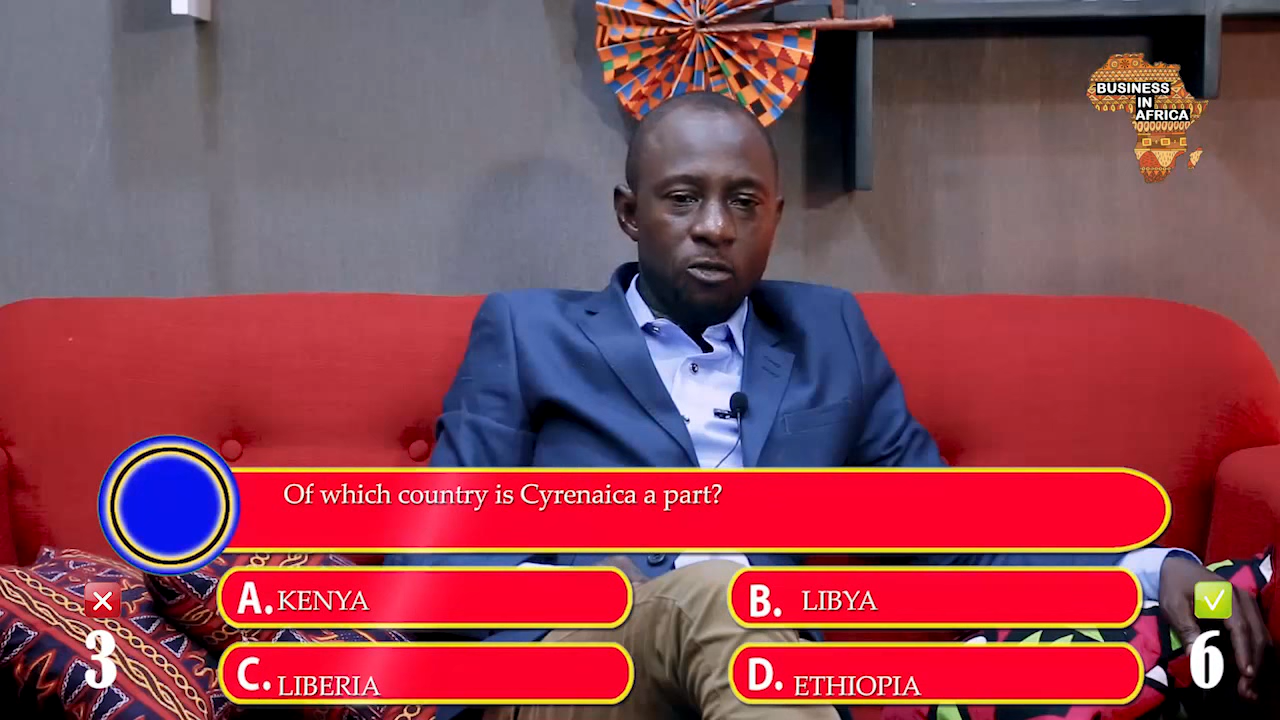 BUSINESS
IN
AFRICA
Of which country is Cyrenaica a part?
A. KENYA
B. LIBYA
C. LIBERIA
D. ETHIOPIA
3
6